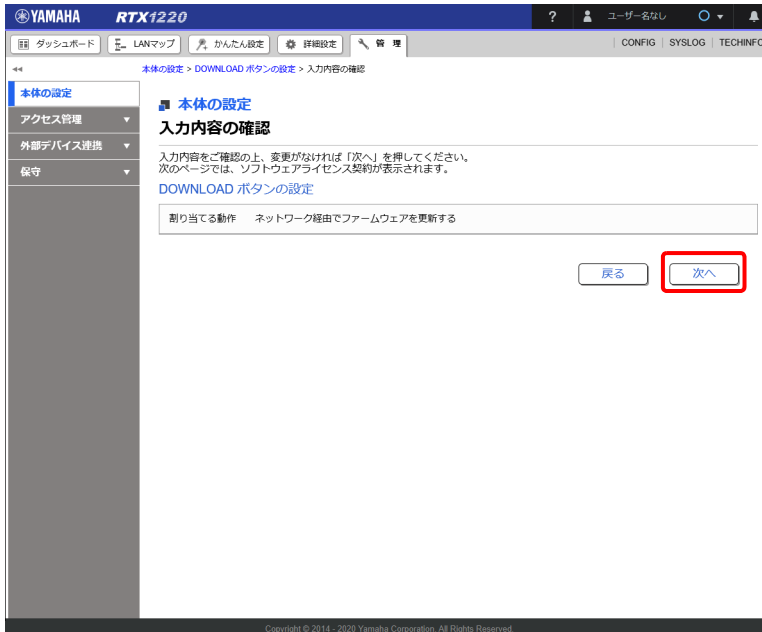 YAMAHA RTX1220 ? ユーザー名なし
ダッシュボード LANマップ かんたん設定 詳細設定 管理 CONFIG SYSLOG TECHINFO
本体の設定 > DOWNLOAD ボタンの設定 > 入力内容の確認
本体の設定
アクセス管理
外部デバイス連携
保守
本体の設定
入力内容の確認
入力内容をご確認の上、変更がなければ「次へ」を押してください。
次のページでは、ソフトウェアライセンス契約が表示されます。
DOWNLOAD ボタンの設定
割り当てる動作 ネットワーク経由でファームウェアを更新する
戻る 次へ
Copyright © 2014 - 2020 Yamaha Corporation. All Rights Reserved.